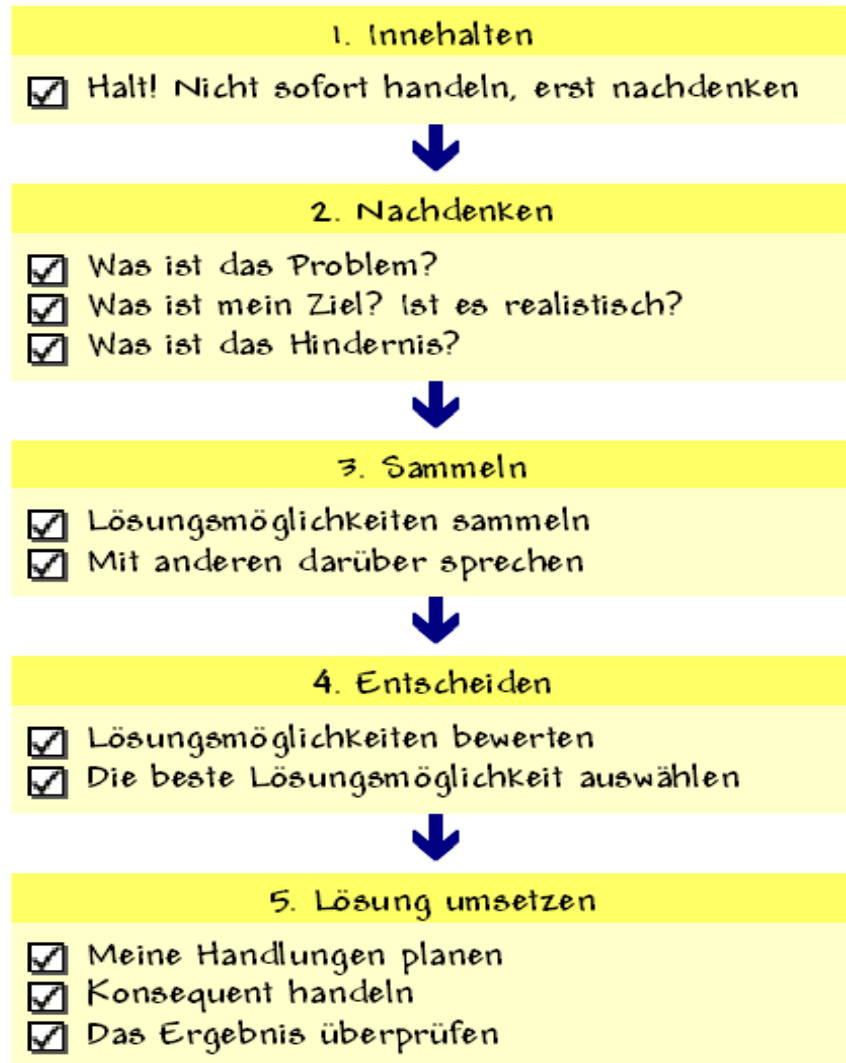 1. Innehalten
Halt! Nicht sofort handeln, erst nachdenken
2. Nachdenken
Was ist das Problem?
Was ist mein Ziel? Ist es realistisch?
Was ist das Hindernis?
3. Sammeln
Lösungsmöglichkeiten sammeln
Mit anderen darüber sprechen
4. Entscheiden
Lösungsmöglichkeiten bewerten
Die beste Lösungsmöglichkeit auswählen
5. Lösung umsetzen
Meine Handlungen planen
Konsequent handeln
Das Ergebnis überprüfen